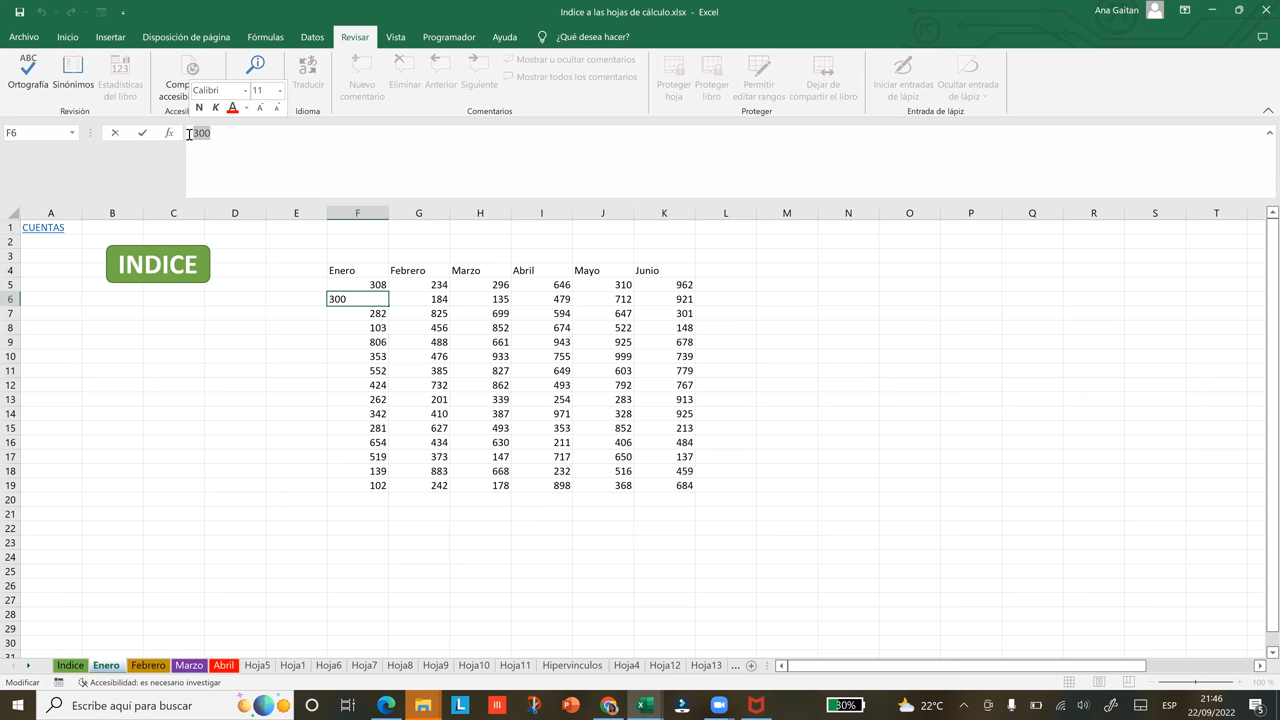 Indice a las hojas de cálculo.xlsx - Excel
Ana Gaitan
Archivo Inicio Insertar Disposición de página Fórmulas Datos Revisar Vista Programador Ayuda ¿Qué desea hacer?
ABC
123
Ortografía Sinónimos Estadísticas del libro
Revisión
Calibri 11
N K A A A
Traducir
Idioma
Nuevo comentario Eliminar Anterior Siguiente
Mostrar u ocultar comentarios
Mostrar todos los comentarios
Comentarios
Proteger hoja Proteger libro Permitir editar rangos Dejar de compartir el libro
Proteger
Iniciar entradas de lápiz Ocultar entrada de lápiz
Entrada de lápiz
F6 fx 300
A B C D E F G H I J K L M N O P Q R S T
1 CUENTAS
2
INDICE
3
4 Enero Febrero Marzo Abril Mayo Junio
5 308 234 296 646 310 962
6 300 184 135 479 712 921
7 282 825 699 594 647 301
8 103 456 852 674 522 148
9 806 488 661 943 925 678
10 353 476 933 755 999 739
11 552 385 827 649 603 779
12 424 732 862 493 792 767
13 262 201 339 254 283 913
14 342 410 387 971 328 925
15 281 627 493 353 852 213
16 654 434 630 211 406 484
17 519 373 147 717 650 137
18 139 883 668 232 516 459
19 102 242 178 898 368 684
20
21
22
23
24
25
26
27
28
29
30
Indice Enero Febrero Marzo Abril Hoja5 Hoja1 Hoja6 Hoja7 Hoja8 Hoja9 Hoja10 Hoja11 Hipervinculos Hoja4 Hoja12 Hoja13 ...
Modificar Accesibilidad: es necesario investigar 100 %
Escribe aquí para buscar
30% 22°C ESP 21:46
22/09/2022